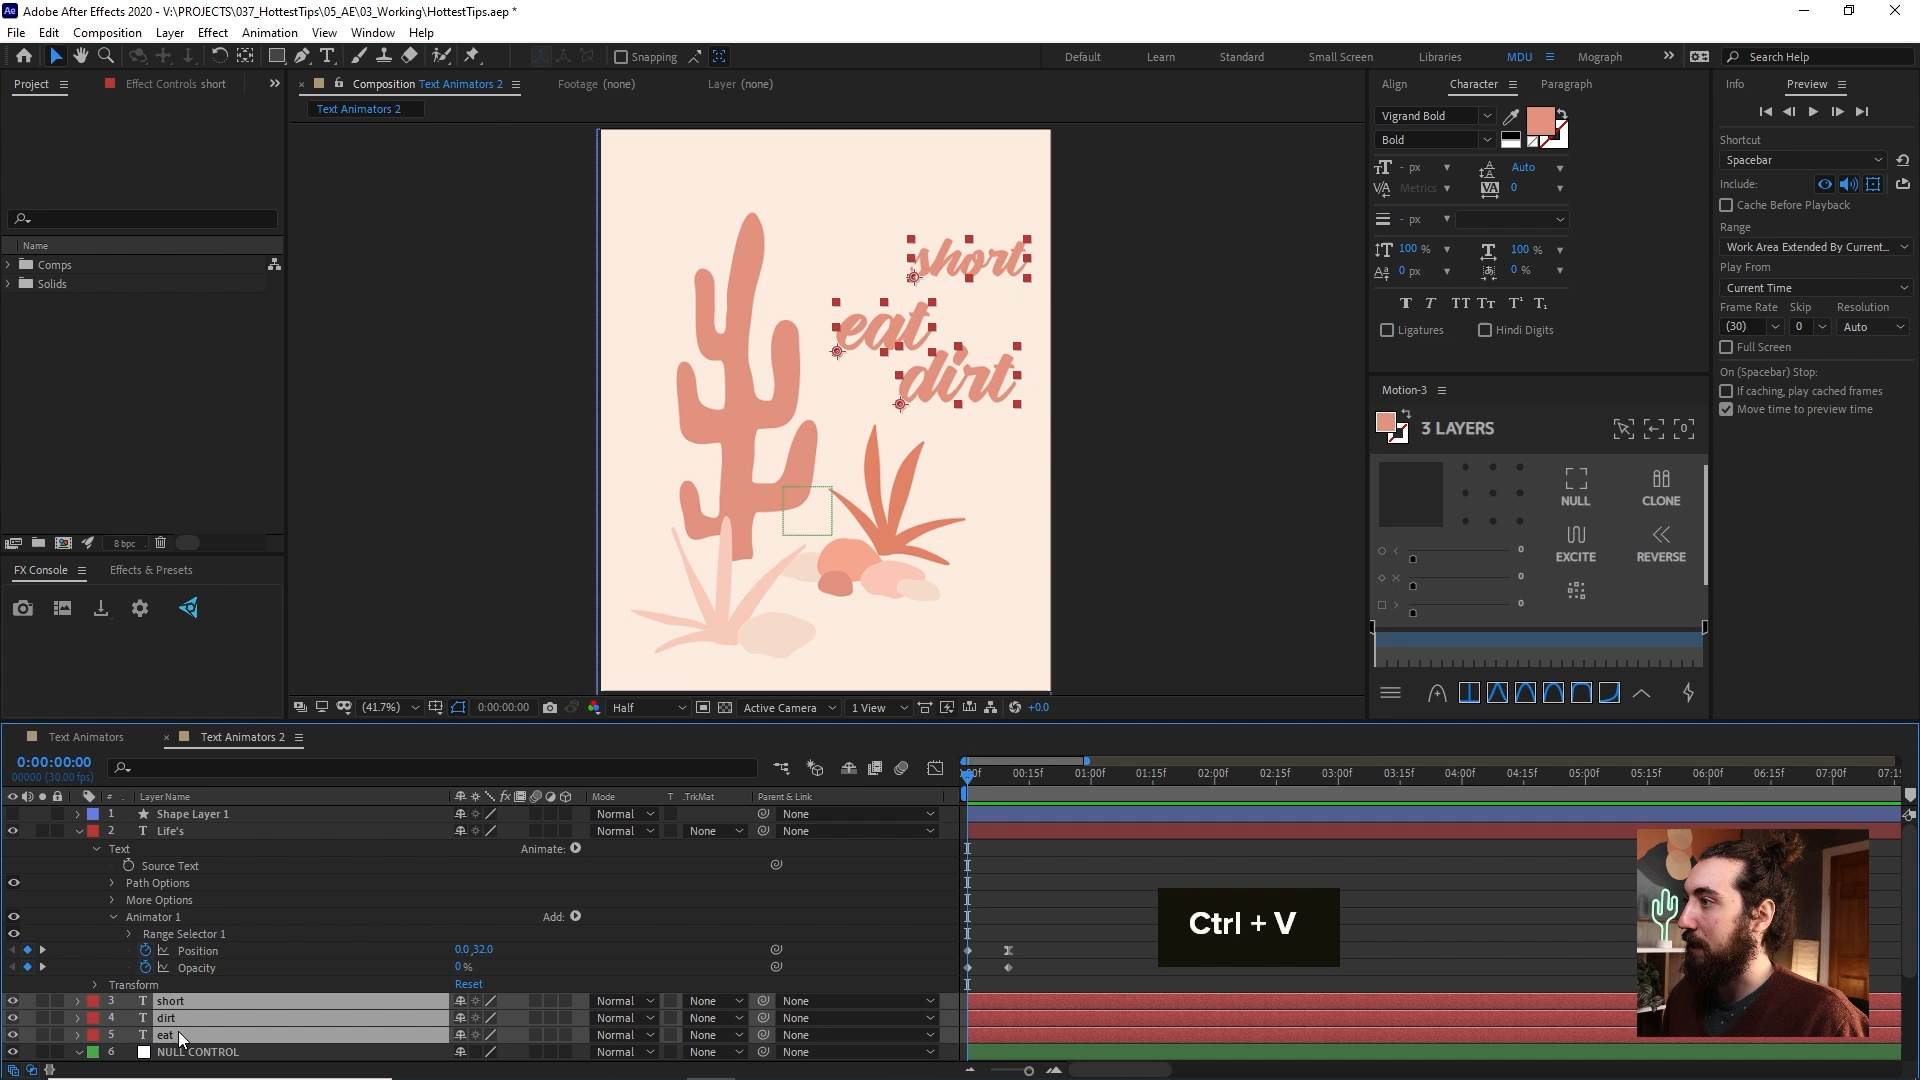 Ae Adobe After Effects 2020 - V:\PROJECTS\037_HottestTips\05_AE\03_Working\HottestTips.aep *
File Edit Composition Layer Effect Animation View Window Help
Snapping Default Learn Standard Small Screen Libraries MDU Mograph Search Help
Project Effect Controls short Composition Text Animators 2 Footage (none) Layer (none) Align Character Paragraph Info Preview
Text Animators 2
Vigrand Bold
Bold
- px Auto
Metrics 0
- px
100 % 100 %
0 px 0 %
Ligatures Hindi Digits
Shortcut
Spacebar
Include:
Cache Before Playback
Range
Work Area Extended By Current...
Play From
Current Time
Frame Rate Skip Resolution
(30) 0 Auto
Full Screen
On (Spacebar) Stop:
If caching, play cached frames
Move time to preview time
Name
Comps
Solids
short
eat
dirt
Motion-3
3 LAYERS
NULL CLONE
EXCITE REVERSE
0
0
0
8 bpc
FX Console Effects & Presets
(41.7%) 0:00:00:00 Half Active Camera 1 View +0.0
Text Animators Text Animators 2
0:00:00:00
00000 (30.00 fps)
00:15f 01:00f 01:15f 02:00f 02:15f 03:00f 03:15f 04:00f 04:15f 05:00f 05:15f 06:00f 06:15f 07:00f
# Layer Name Mode T .TrkMat Parent & Link
1 Shape Layer 1 Normal None
2 T Life's Normal None None
Text Animate:
Source Text
Path Options
More Options
Animator 1 Add:
Range Selector 1
Position 0.0,32.0
Opacity 0 %
Transform Reset
3 T short Normal None None
4 T dirt Normal None None
5 T eat Normal None None
6 NULL CONTROL Normal None None
Ctrl + V